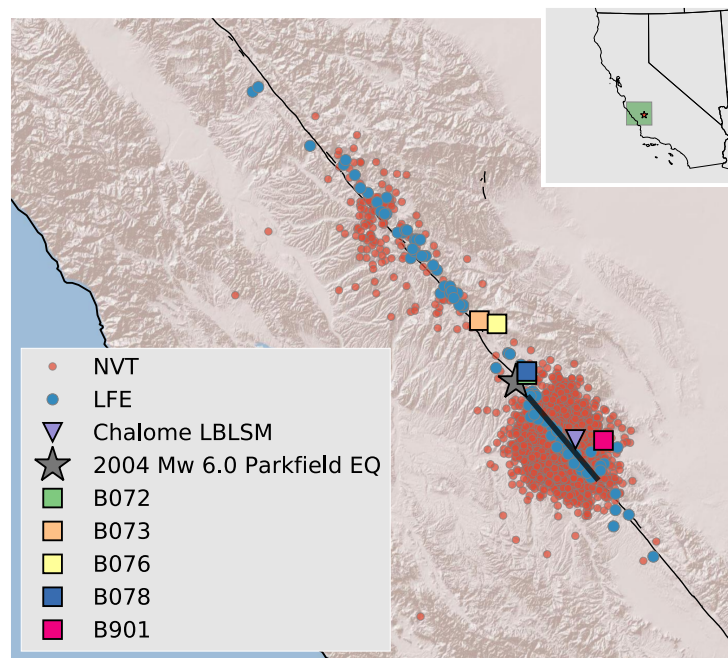 NVT
LFE
Chalome LBLSM
2004 Mw 6.0 Parkfield EQ
B072
B073
B076
B078
B901